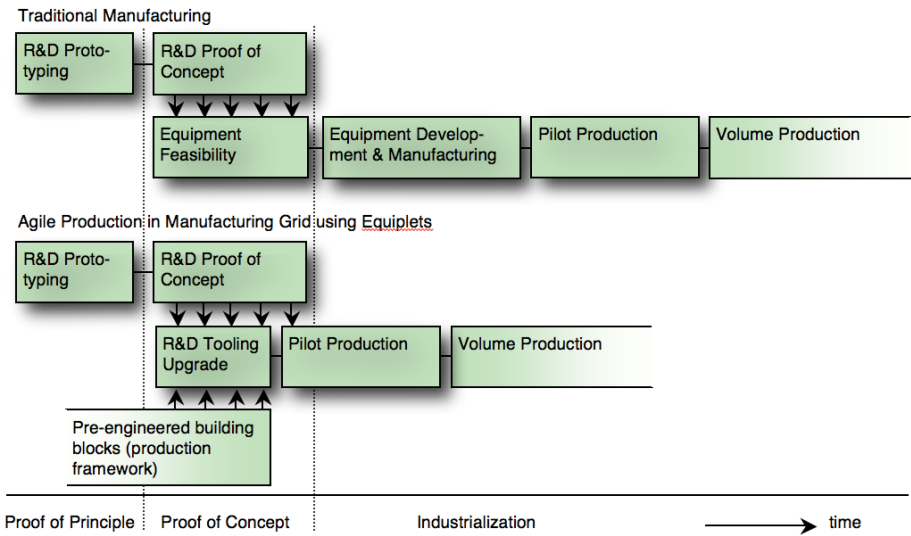 Traditional Manufacturing
R&D Proto-
typing
R&D Proof of
Concept
Equipment
Feasibility
Equipment Develop-
ment & Manufacturing
Pilot Production
Volume Production
Agile Production in Manufacturing Grid using Equiplets
R&D Proto-
typing
R&D Proof of
Concept
R&D Tooling
Upgrade
Pilot Production
Volume Production
Pre-engineered building
blocks (production
framework)
Proof of Principle
Proof of Concept
Industrialization
time